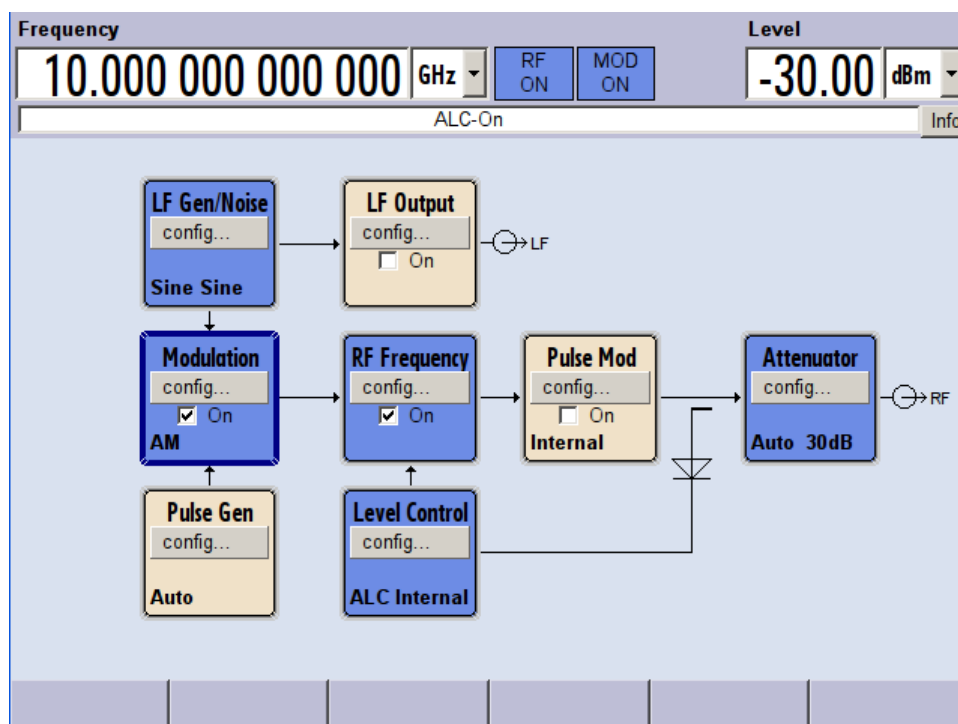 Frequency
Level
10.000 000 000 000 GHz
RF ON
MOD ON
-30.00 dBm
ALC-On
Info
LF Gen/Noise
config...
Sine Sine
LF Output
config...
On
LF
Modulation
config...
On
AM
RF Frequency
config...
On
Pulse Mod
config...
On
Internal
Attenuator
config...
Auto 30dB
RF
Pulse Gen
config...
Auto
Level Control
config...
ALC Internal